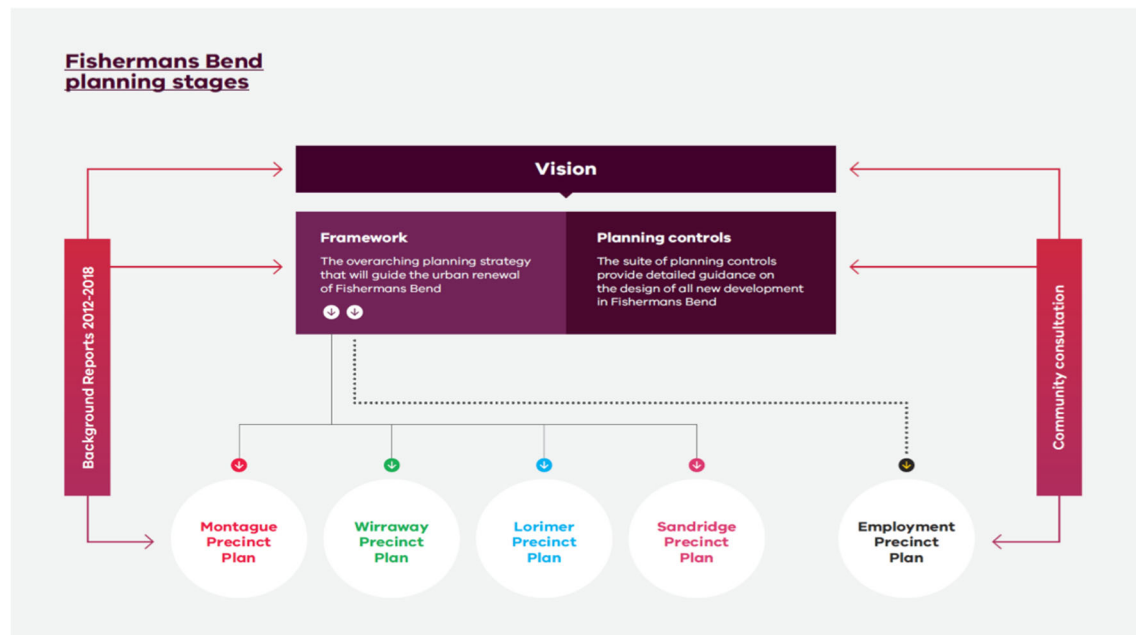 Fishermans Bend
planning stages
Vision
Framework
The overarching planning strategy
that will guide the urban renewal
of Fishermans Bend
Planning controls
The suite of planning controls
provide detailed guidance on
the design of all new development
in Fishermans Bend
Background Reports 2012-2018
Community consultation
Montague
Precinct
Plan
Wirraway
Precinct
Plan
Lorimer
Precinct
Plan
Sandridge
Precinct
Plan
Employment
Precinct
Plan